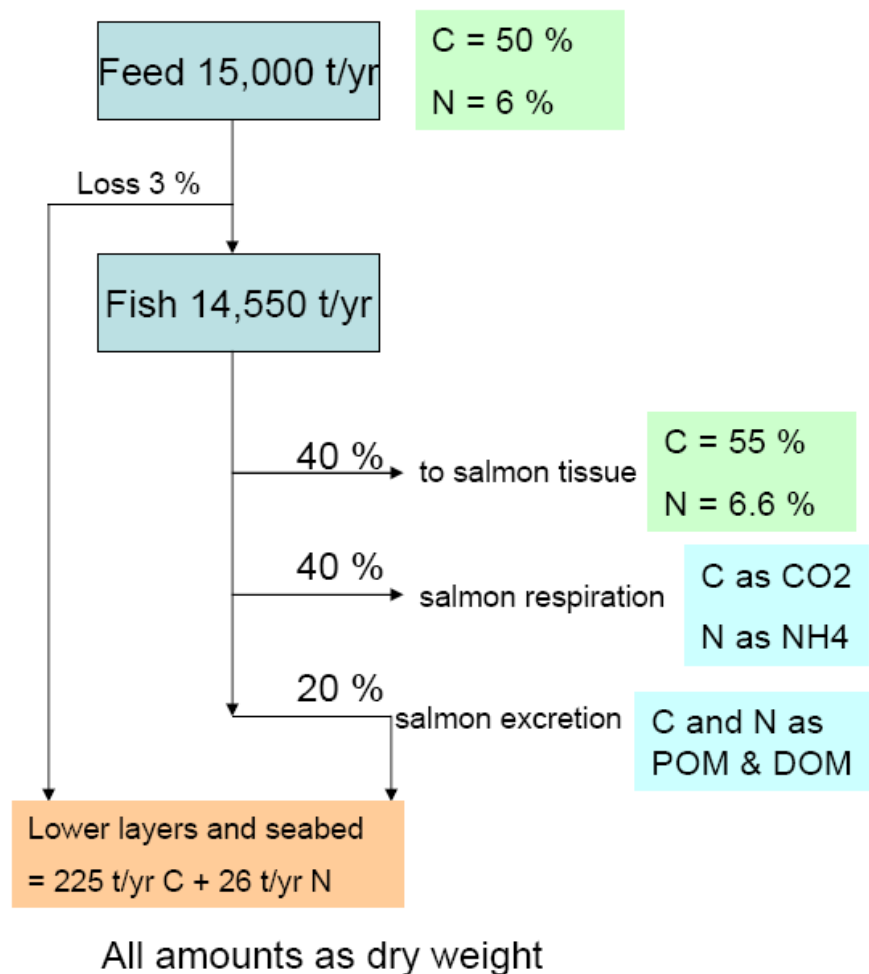 Feed 15,000 t/yr
C = 50 %
N = 6 %
Loss 3 %
Fish 14,550 t/yr
40 %
to salmon tissue
C = 55 %
N = 6.6 %
40 %
salmon respiration
C as CO2
N as NH4
20 %
salmon excretion
C and N as
POM & DOM
Lower layers and seabed
= 225 t/yr C + 26 t/yr N
All amounts as dry weight